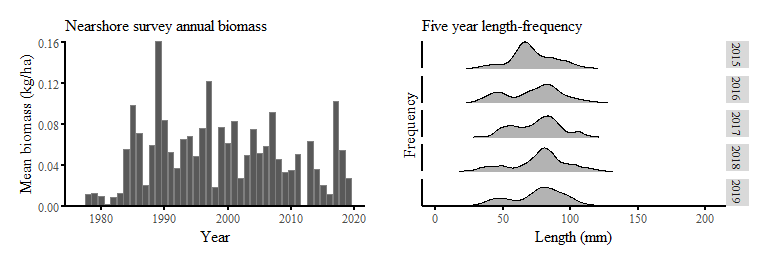 Nearshore survey annual biomass
Mean biomass (kg/ha)
0.16
0.12
0.08
0.04
0.00
1980 1990 2000 2010 2020
Year
Five year length-frequency
Frequency
2015
2016
2017
2018
2019
0 50 100 150 200
Length (mm)